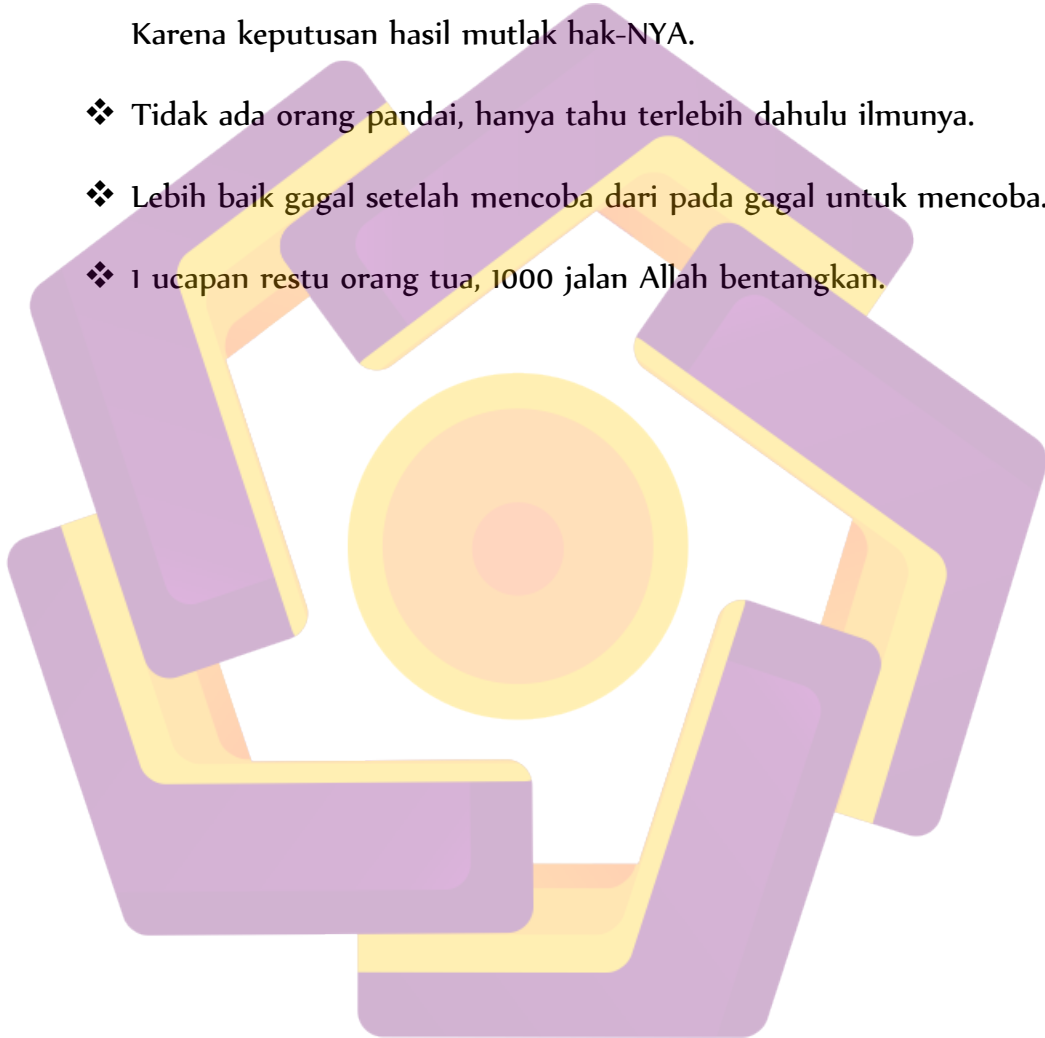 Karena keputusan hasil mutlak hak-NYA.
❖ Tidak ada orang pandai, hanya tahu terlebih dahulu ilmunya.
❖ Lebih baik gagal setelah mencoba dari pada gagal untuk mencoba.
❖ 1 ucapan restu orang tua, 1000 jalan Allah bentangkan.